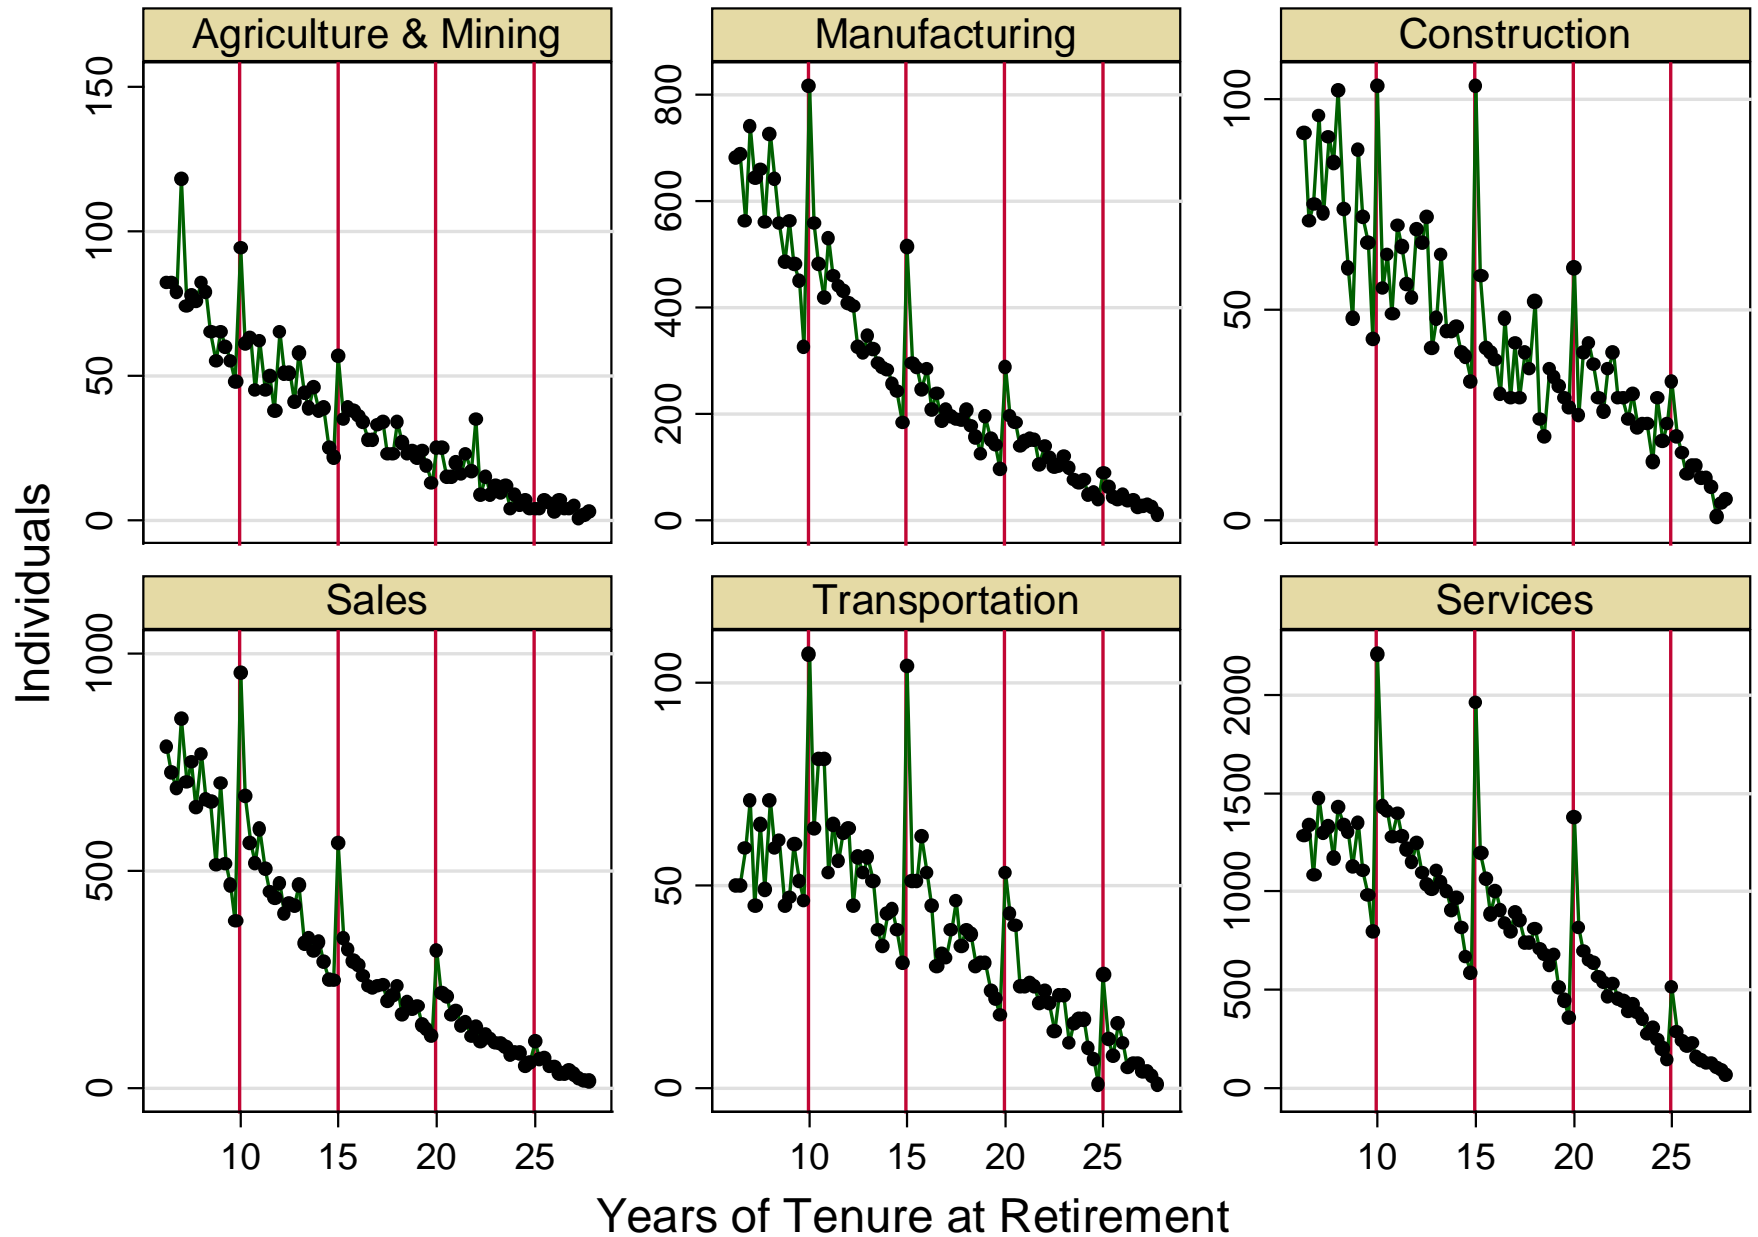 Agriculture & Mining
Manufacturing
Construction
150
100
50
0
800
600
400
200
0
100
50
0
Individuals
Sales
Transportation
Services
1000
500
0
100
50
0
2000
1500
1000
500
0
10 15 20 25
10 15 20 25
10 15 20 25
Years of Tenure at Retirement